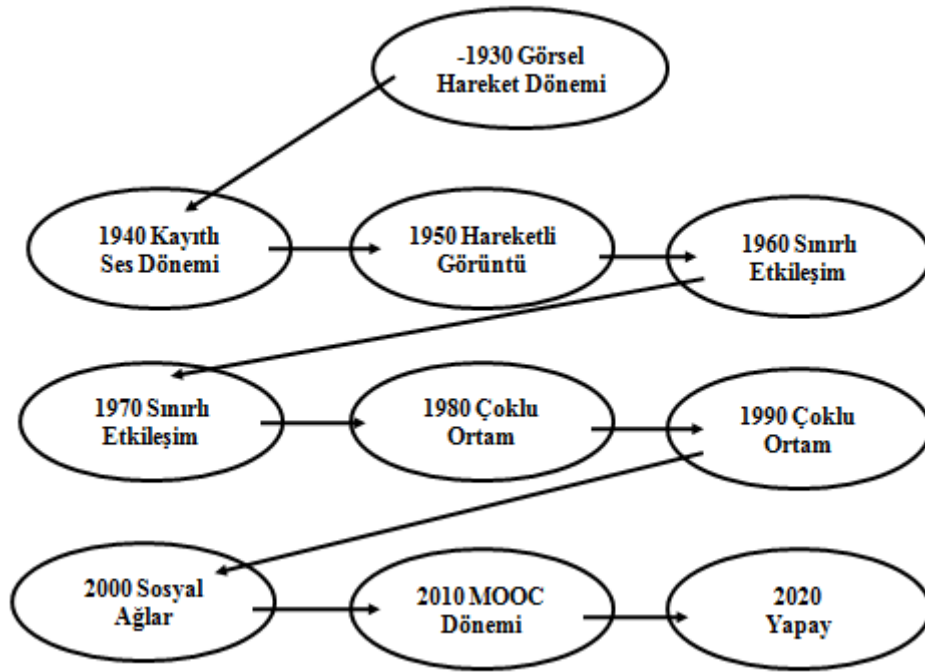 -1930 Görsel
Hareket Dönemi
1940 Kayıtlı
Ses Dönemi
1950 Hareketli
Görüntü
1960 Sınırlı
Etkileşim
1970 Sınırlı
Etkileşim
1980 Çoklu
Ortam
1990 Çoklu
Ortam
2000 Sosyal
Ağlar
2010 MOOC
Dönemi
2020
Yapay